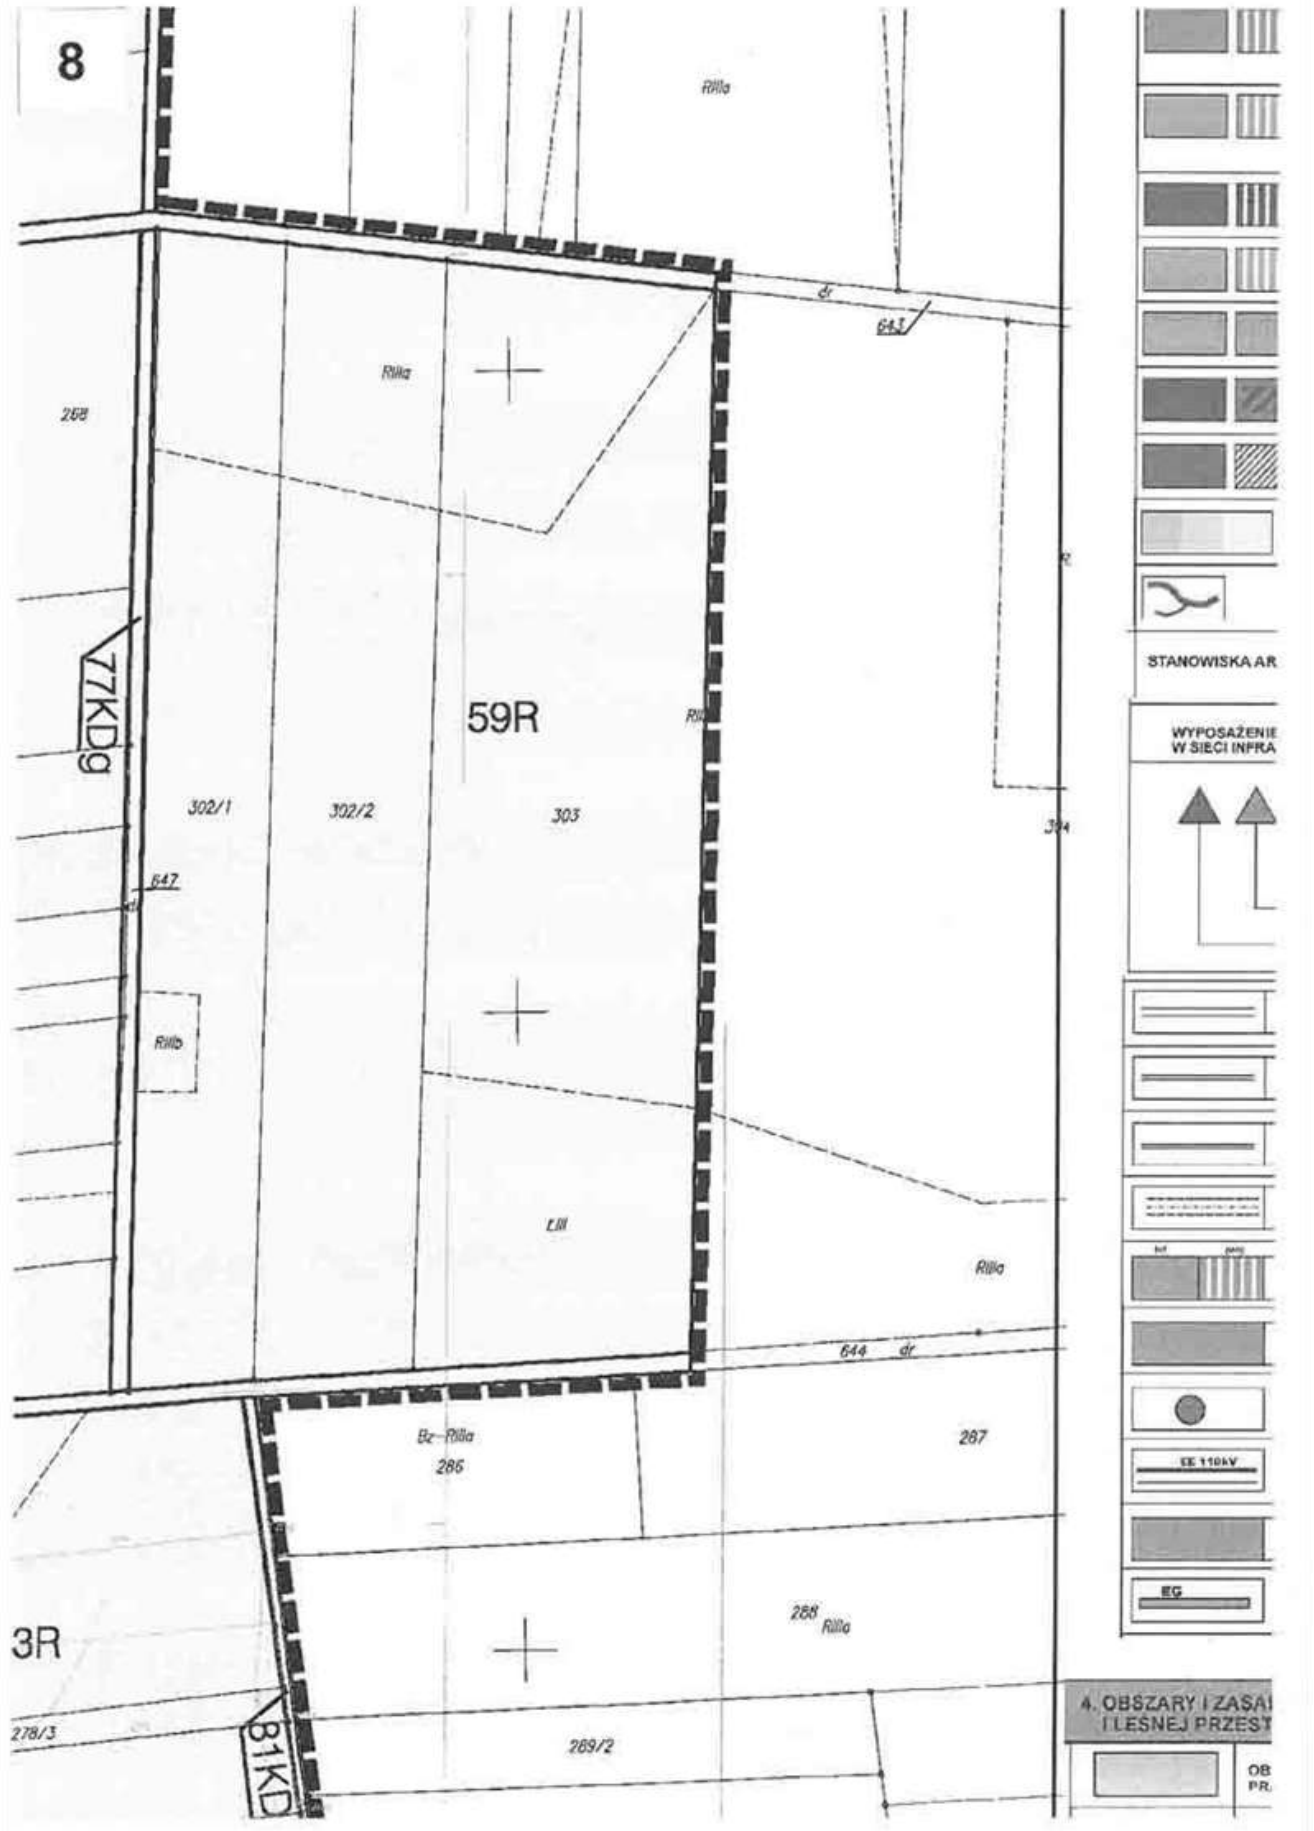 8
RIIIa
dr
643
RIIIa
268
R
STANOWISKA AR
77KDg
59R
WYPOSAŻENIE
W SIECI INFRA
302/1
302/2
303
304
647
RIIIb
ŁIII
RIIIa
644
dr
Bz-RIIIa
286
287
EE 110kV
EG
288
RIIIa
3R
278/3
81KD
289/2
4. OBSZARY I ZASA
I LEŚNEJ PRZEST
OB
PR